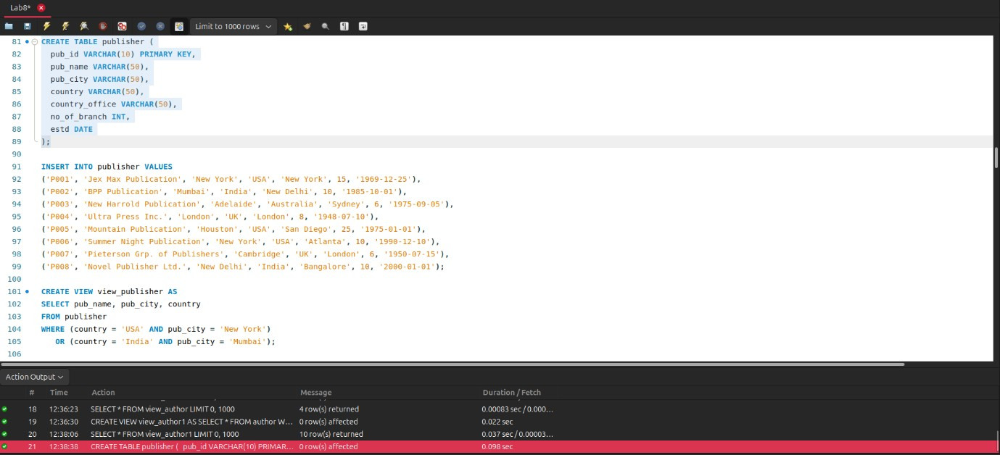 Lab8*
Limit to 1000 rows
81 CREATE TABLE publisher (
82 pub_id VARCHAR(10) PRIMARY KEY,
83 pub_name VARCHAR(50),
84 pub_city VARCHAR(50),
85 country VARCHAR(50),
86 country_office VARCHAR(50),
87 no_of_branch INT,
88 estd DATE
89 );
90
91 INSERT INTO publisher VALUES
92 ('P001', 'Jex Max Publication', 'New York', 'USA', 'New York', 15, '1969-12-25'),
93 ('P002', 'BPP Publication', 'Mumbai', 'India', 'New Delhi', 10, '1985-10-01'),
94 ('P003', 'New Harrold Publication', 'Adelaide', 'Australia', 'Sydney', 6, '1975-09-05'),
95 ('P004', 'Ultra Press Inc.', 'London', 'UK', 'London', 8, '1948-07-10'),
96 ('P005', 'Mountain Publication', 'Houston', 'USA', 'San Diego', 25, '1975-01-01'),
97 ('P006', 'Summer Night Publication', 'New York', 'USA', 'Atlanta', 10, '1990-12-10'),
98 ('P007', 'Pieterson Grp. of Publishers', 'Cambridge', 'UK', 'London', 6, '1950-07-15'),
99 ('P008', 'Novel Publisher Ltd.', 'New Delhi', 'India', 'Bangalore', 10, '2000-01-01');
100
101 CREATE VIEW view_publisher AS
102 SELECT pub_name, pub_city, country
103 FROM publisher
104 WHERE (country = 'USA' AND pub_city = 'New York')
105 OR (country = 'India' AND pub_city = 'Mumbai');
106
Action Output
# Time Action Message Duration / Fetch
18 12:36:23 SELECT * FROM view_author LIMIT 0, 1000 4 row(s) returned 0.00083 sec / 0.000...
19 12:36:30 CREATE VIEW view_author1 AS SELECT * FROM author W... 0 row(s) affected 0.022 sec
20 12:38:06 SELECT * FROM view_author1 LIMIT 0, 1000 10 row(s) returned 0.037 sec / 0.00003...
21 12:38:38 CREATE TABLE publisher ( pub_id VARCHAR(10) PRIMAR... 0 row(s) affected 0.098 sec